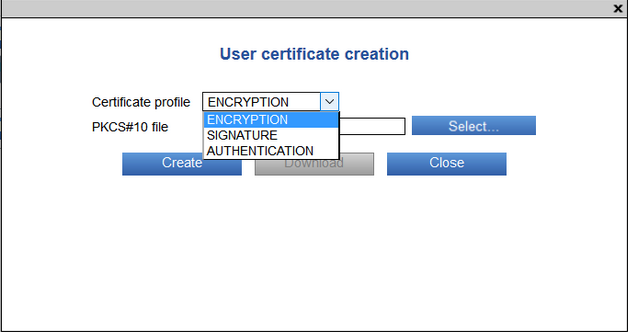 User certificate creation
Certificate profile ENCRYPTION
ENCRYPTION
PKCS#10 file Select...
SIGNATURE
AUTHENTICATION
Create Download Close